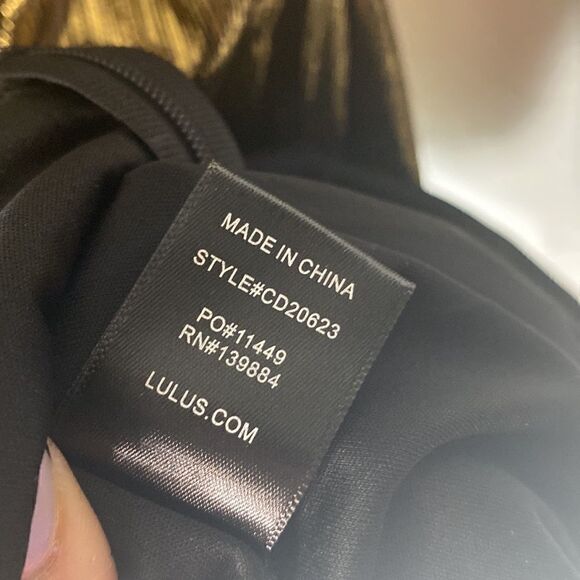 MADE IN CHINA
STYLE#CD20623
PO#11449
RN#139884
LULUS.COM